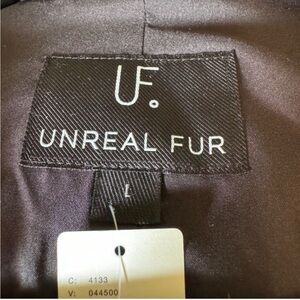 UF.
UNREAL FUR
L
C: 4133
V: 044500